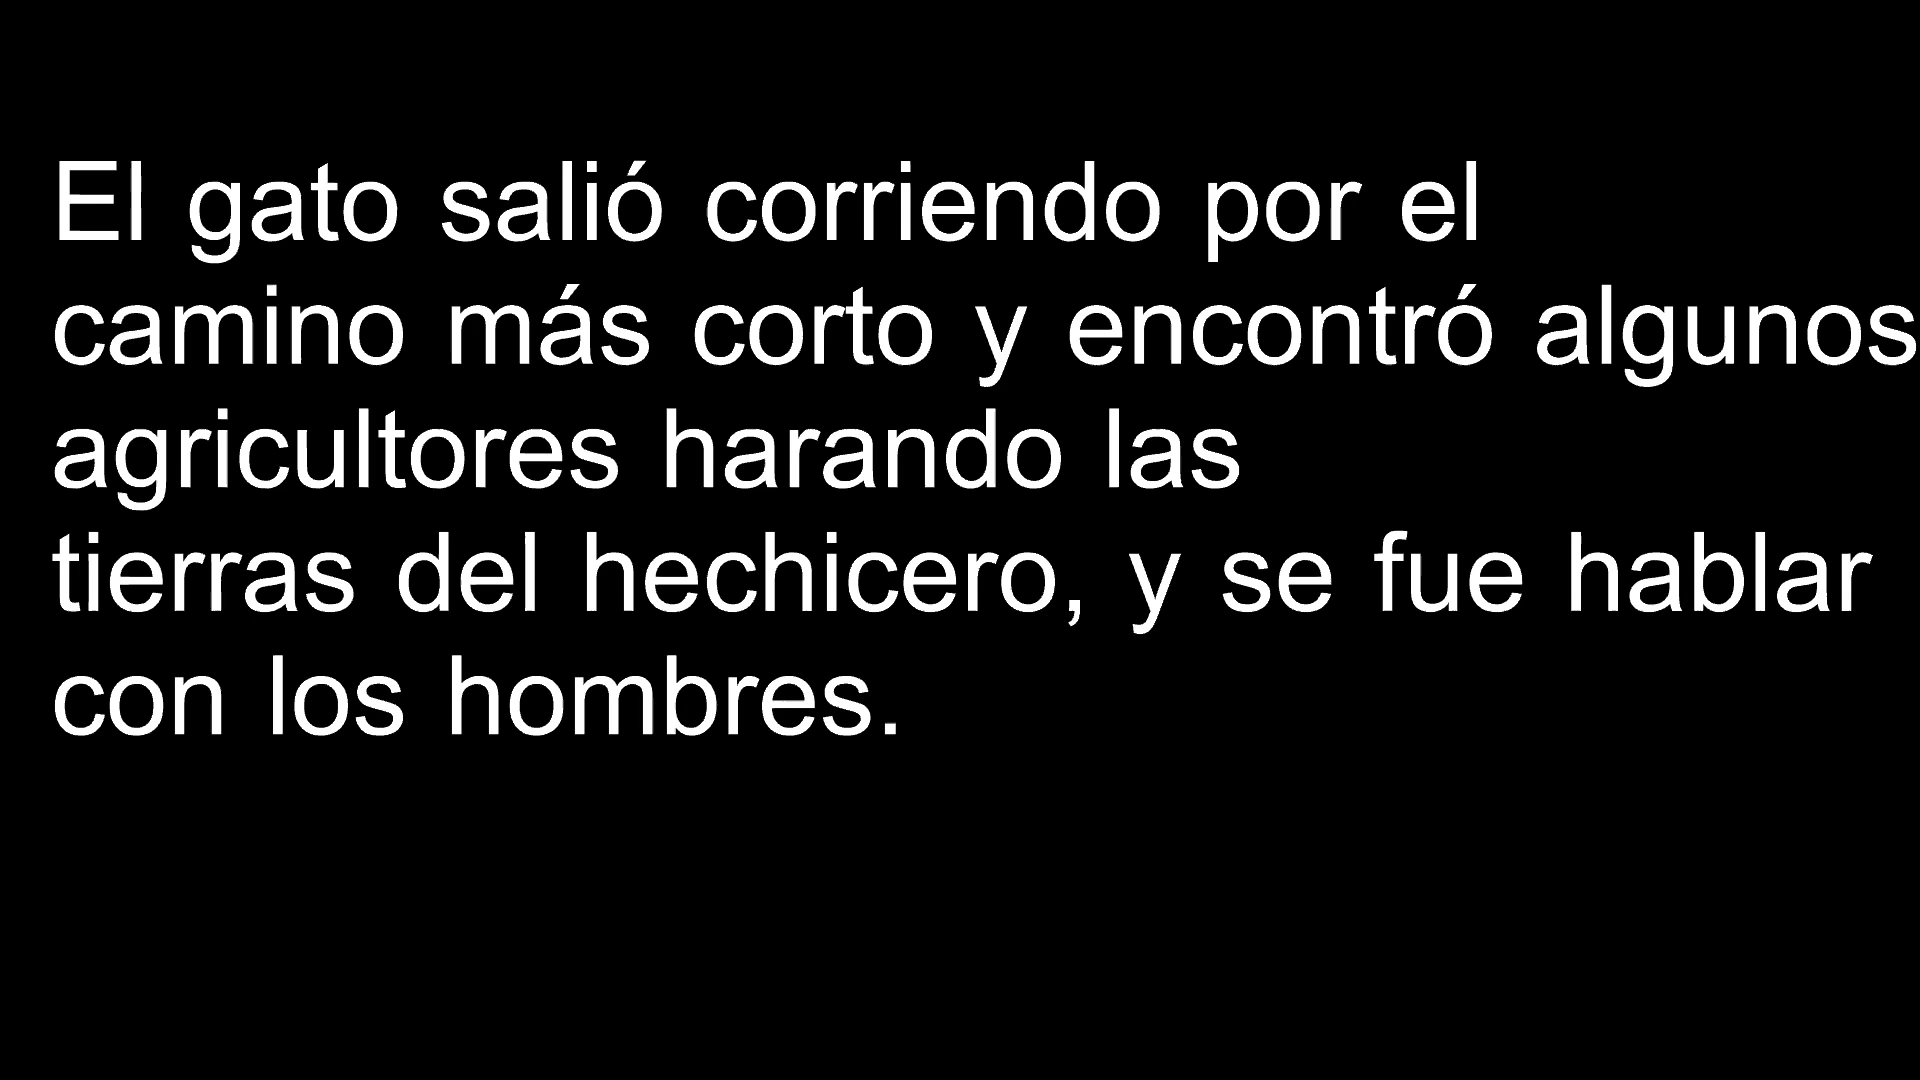 El gato salió corriendo por el
camino más corto y encontró algunos
agricultores harando las
tierras del hechicero, y se fue hablar
con los hombres.